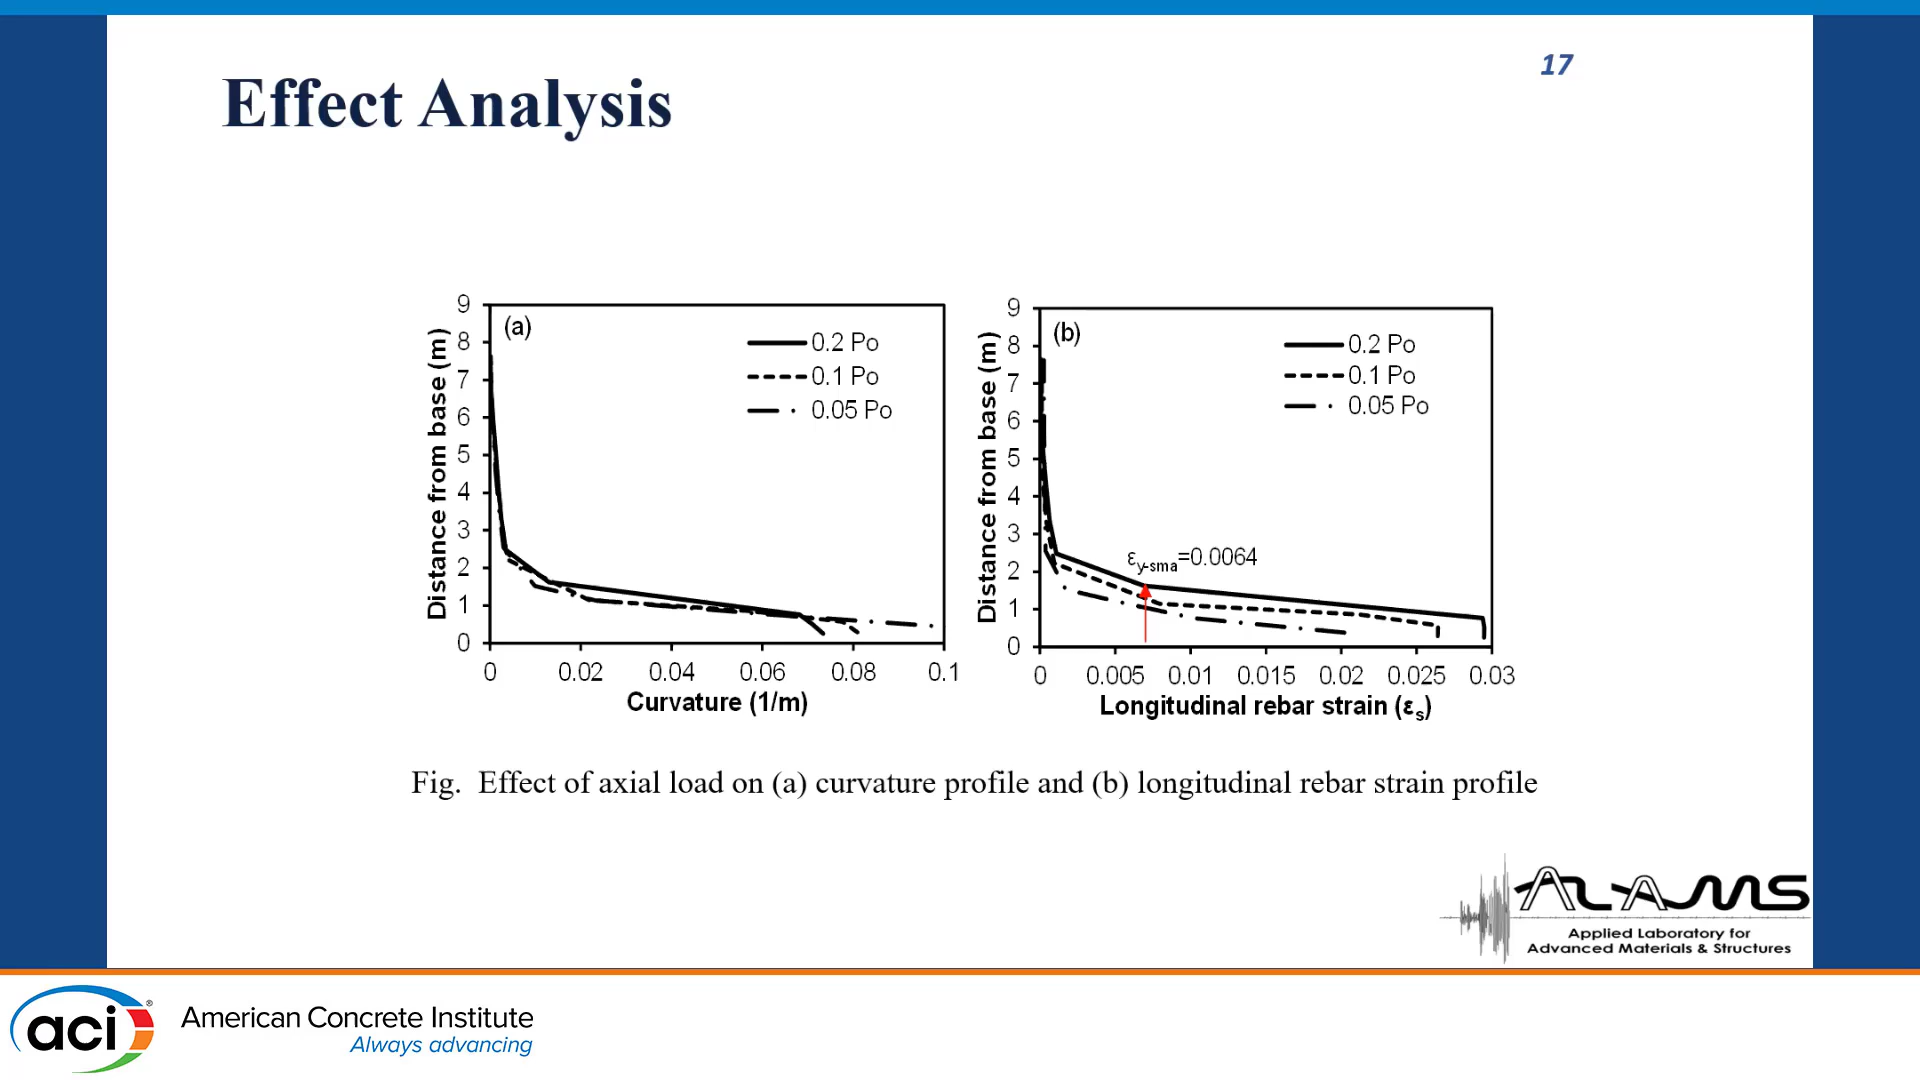 17
Effect Analysis
(a)
0.2 Po
0.1 Po
0.05 Po
Distance from base (m)
9
8
7
6
5
4
3
2
1
0
0 0.02 0.04 0.06 0.08 0.1
Curvature (1/m)
(b)
0.2 Po
0.1 Po
0.05 Po
εy-sma=0.0064
Distance from base (m)
9
8
7
6
5
4
3
2
1
0
0 0.005 0.01 0.015 0.02 0.025 0.03
Longitudinal rebar strain (εs)
Fig. Effect of axial load on (a) curvature profile and (b) longitudinal rebar strain profile
ALAMS
Applied Laboratory for
Advanced Materials & Structures
aci®
American Concrete Institute
Always advancing